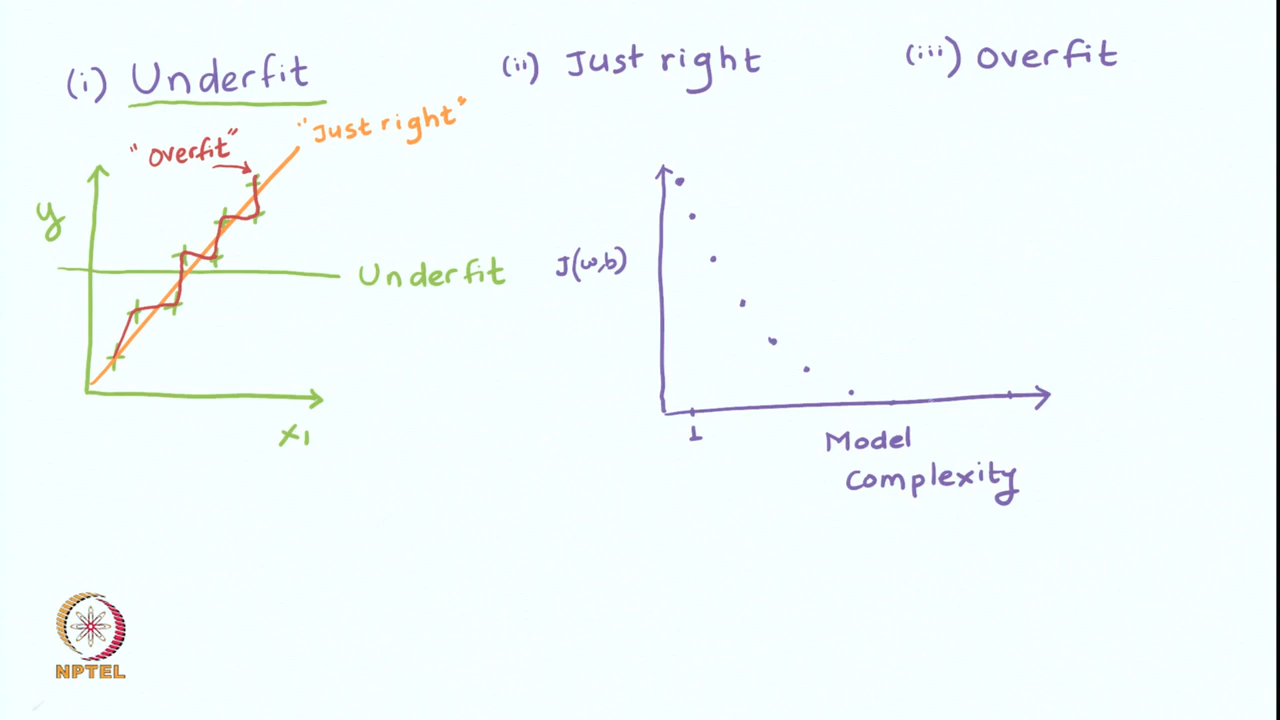 (i) Underfit
(ii) Just right
(iii) Overfit
"Just right"
"Overfit"
y
Underfit
J(w,b)
x1
1
Model
Complexity
NPTEL